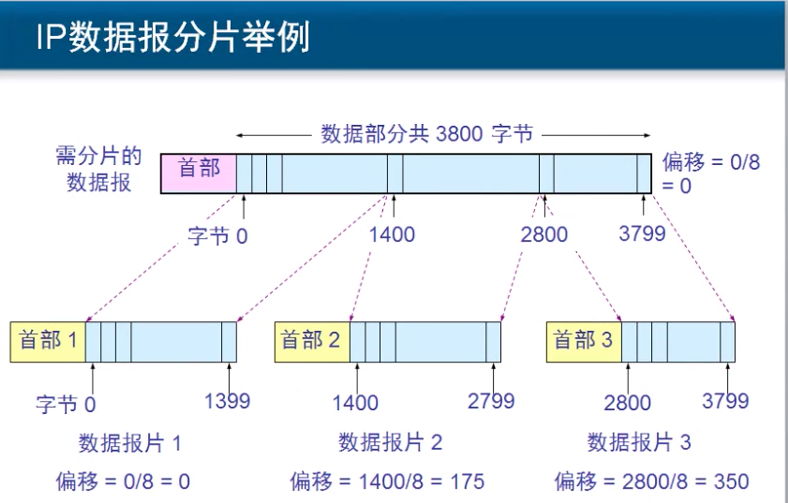 IP数据报分片举例
数据部分共 3800 字节
需分片的
数据报
首部
偏移 = 0/8
= 0
字节 0
1400
2800
3799
首部 1
首部 2
首部 3
字节 0
1399
1400
2799
2800
3799
数据报片 1
数据报片 2
数据报片 3
偏移 = 0/8 = 0
偏移 = 1400/8 = 175
偏移 = 2800/8 = 350